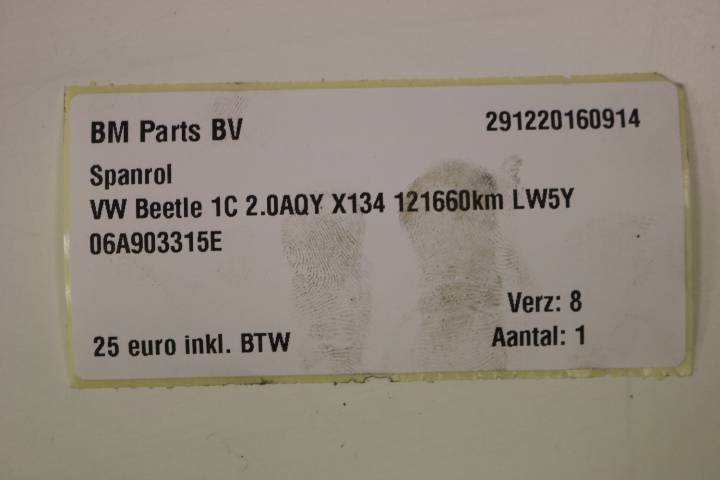 BM Parts BV 291220160914
Spanrol
VW Beetle 1C 2.0AQY X134 121660km LW5Y
06A903315E
Verz: 8
25 euro inkl. BTW Aantal: 1